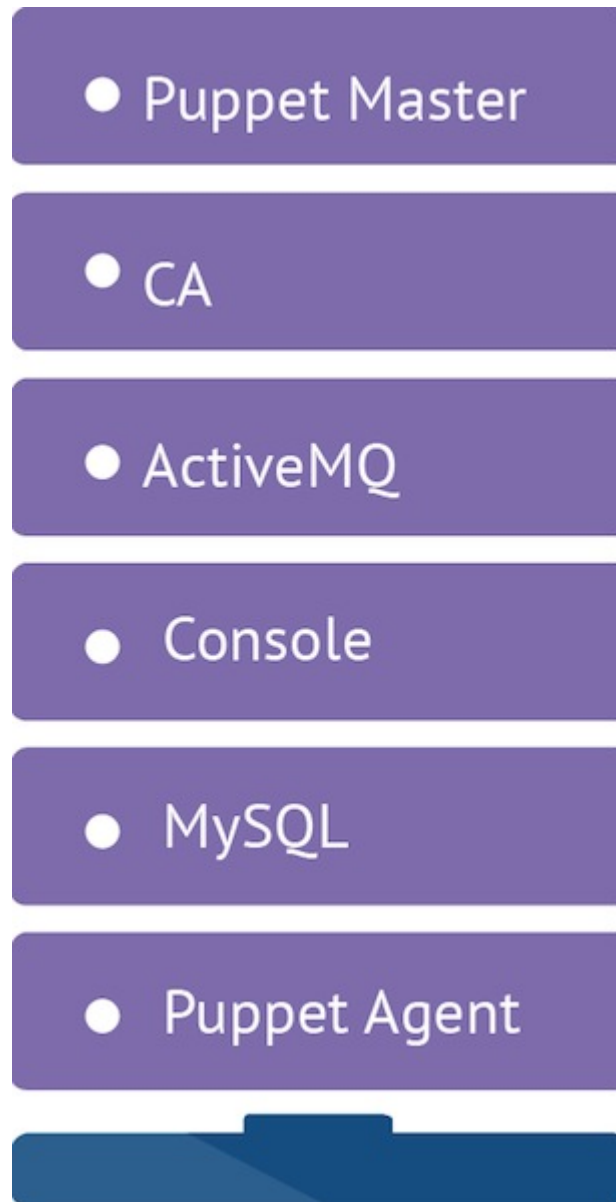 Puppet Master
CA
ActiveMQ
Console
MySQL
Puppet Agent